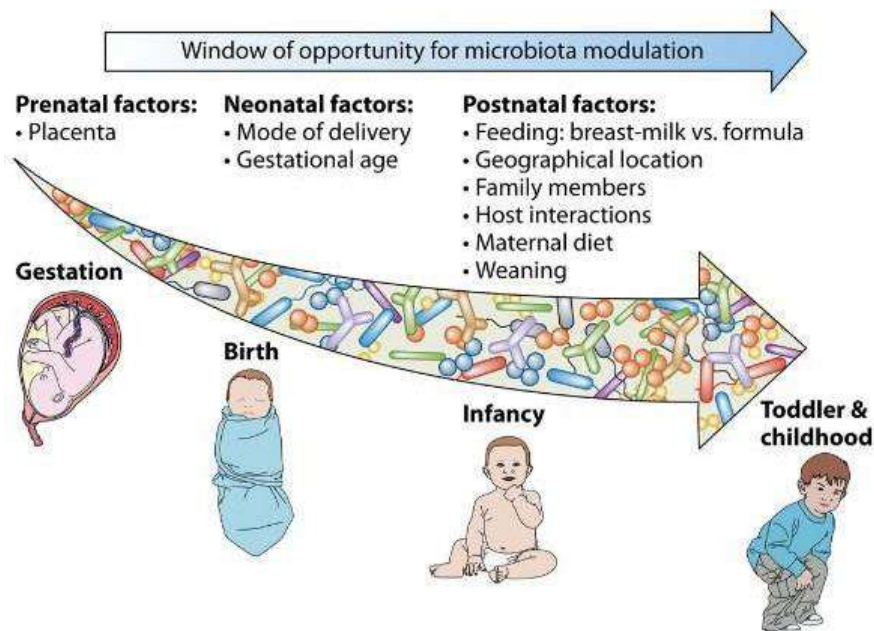 Window of opportunity for microbiota modulation
Prenatal factors:
• Placenta
Neonatal factors:
• Mode of delivery
• Gestational age
Postnatal factors:
• Feeding: breast-milk vs. formula
• Geographical location
• Family members
• Host interactions
• Maternal diet
• Weaning
Gestation
Birth
Infancy
Toddler &
childhood